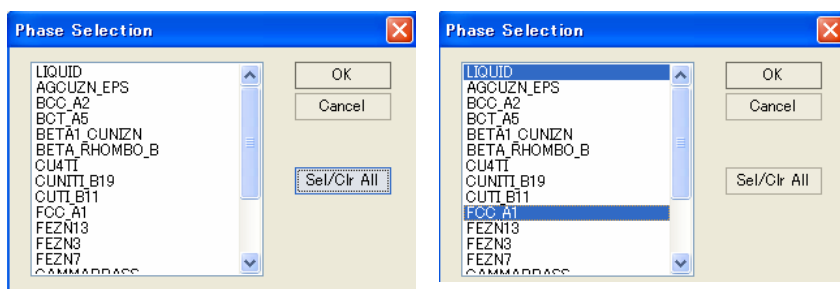 Phase Selection
LIQUID
AGCUZN_EPS
BCC_A2
BCT_A5
BETA1_CUNIZN
BETA_RHOMBO_B
CU4TI
CUNITI_B19
CUTI_B11
FCC_A1
FEZN13
FEZN3
FEZN7
GAMMABRASS
OK
Cancel
Sel/Clr All
Phase Selection
LIQUID
AGCUZN_EPS
BCC_A2
BCT_A5
BETA1_CUNIZN
BETA_RHOMBO_B
CU4TI
CUNITI_B19
CUTI_B11
FCC_A1
FEZN13
FEZN3
FEZN7
GAMMABRASS
OK
Cancel
Sel/Clr All